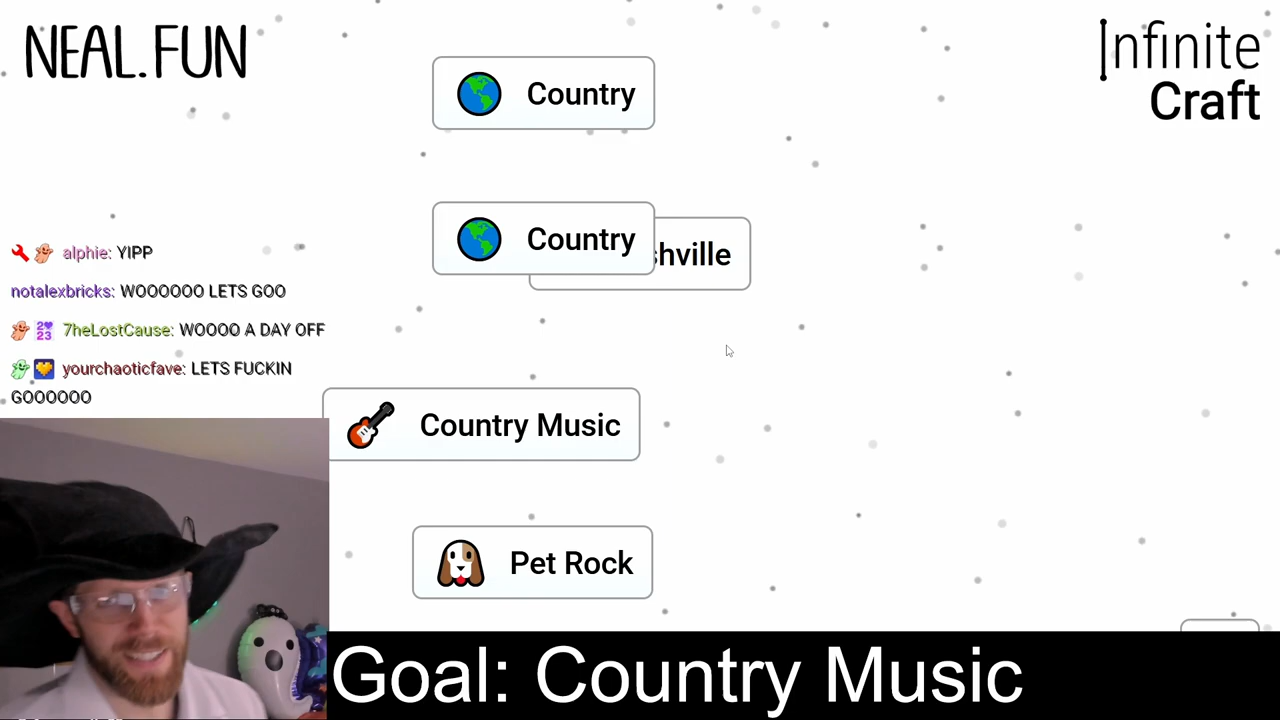 NEAL.FUN
Infinite
Craft
Country
Country
shville
alphie: YIPP
notalexbricks: WOOOOOO LETS GOO
7heLostCause: WOOOO A DAY OFF
yourchaoticfave: LETS FUCKIN
GOOOOOO
Country Music
Pet Rock
Goal: Country Music